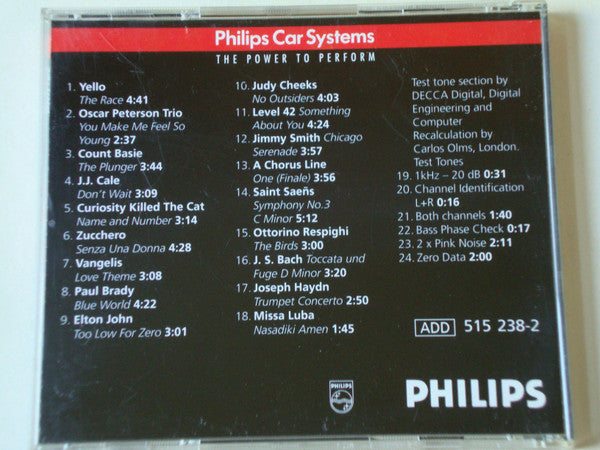 Philips Car Systems
THE POWER TO PERFORM
1. Yello
The Race 4:41
2. Oscar Peterson Trio
You Make Me Feel So
Young 2:37
3. Count Basie
The Plunger 3:44
4. J.J. Cale
Don't Wait 3:09
5. Curiosity Killed The Cat
Name and Number 3:14
6. Zucchero
Senza Una Donna 4:28
7. Vangelis
Love Theme 3:08
8. Paul Brady
Blue World 4:22
9. Elton John
Too Low For Zero 3:01
10. Judy Cheeks
No Outsiders 4:03
11. Level 42 Something
About You 4:24
12. Jimmy Smith Chicago
Serenade 3:57
13. A Chorus Line
One (Finale) 3:56
14. Saint Saeñs
Symphony No.3
C Minor 5:12
15. Ottorino Respighi
The Birds 3:00
16. J. S. Bach Toccata und
Fuge D Minor 3:20
17. Joseph Haydn
Trumpet Concerto 2:50
18. Missa Luba
Nasadiki Amen 1:45
Test tone section by
DECCA Digital, Digital
Engineering and
Computer
Recalculation by
Carlos Olms, London.
Test Tones
19. 1kHz – 20 dB 0:31
20. Channel Identification
L+R 0:16
21. Both channels 1:40
22. Bass Phase Check 0:17
23. 2 x Pink Noise 2:11
24. Zero Data 2:00
ADD 515 238-2
PHILIPS
PHILIPS